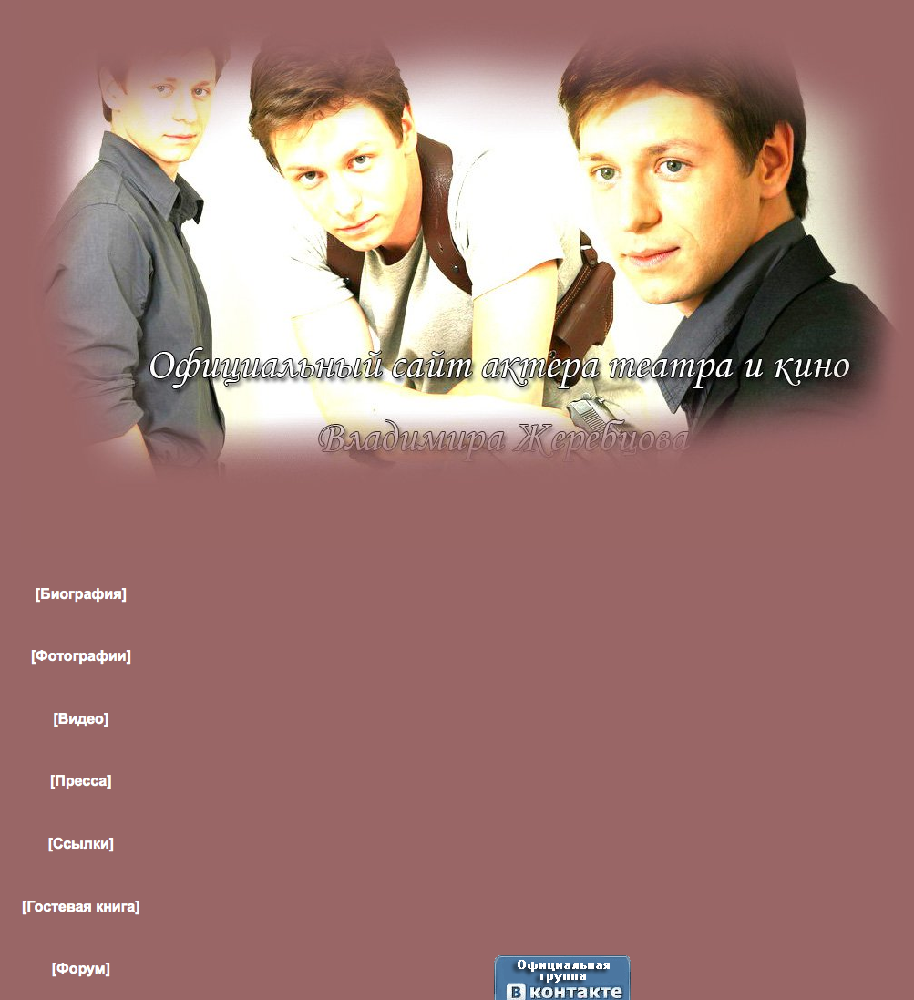 Официальный сайт актера театра и кино
Владимира Жеребцова
[Биография]
[Фотографии]
[Видео]
[Пресса]
[Ссылки]
[Гостевая книга]
[Форум]
Официальная
группа
В контакте